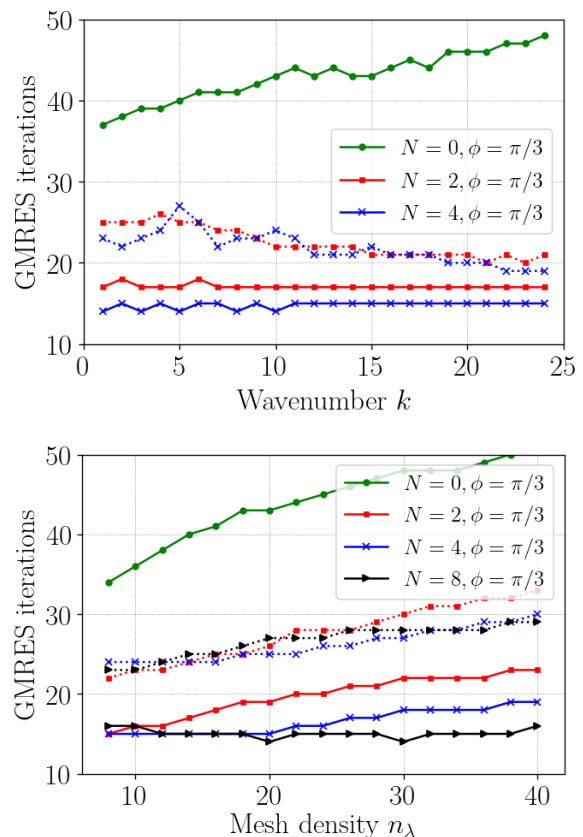 50
40
30
20
10
GMRES iterations
N = 0, ϕ = π/3
N = 2, ϕ = π/3
N = 4, ϕ = π/3
0 5 10 15 20 25
Wavenumber k
50
40
30
20
10
GMRES iterations
N = 0, ϕ = π/3
N = 2, ϕ = π/3
N = 4, ϕ = π/3
N = 8, ϕ = π/3
10 20 30 40
Mesh density n_λ